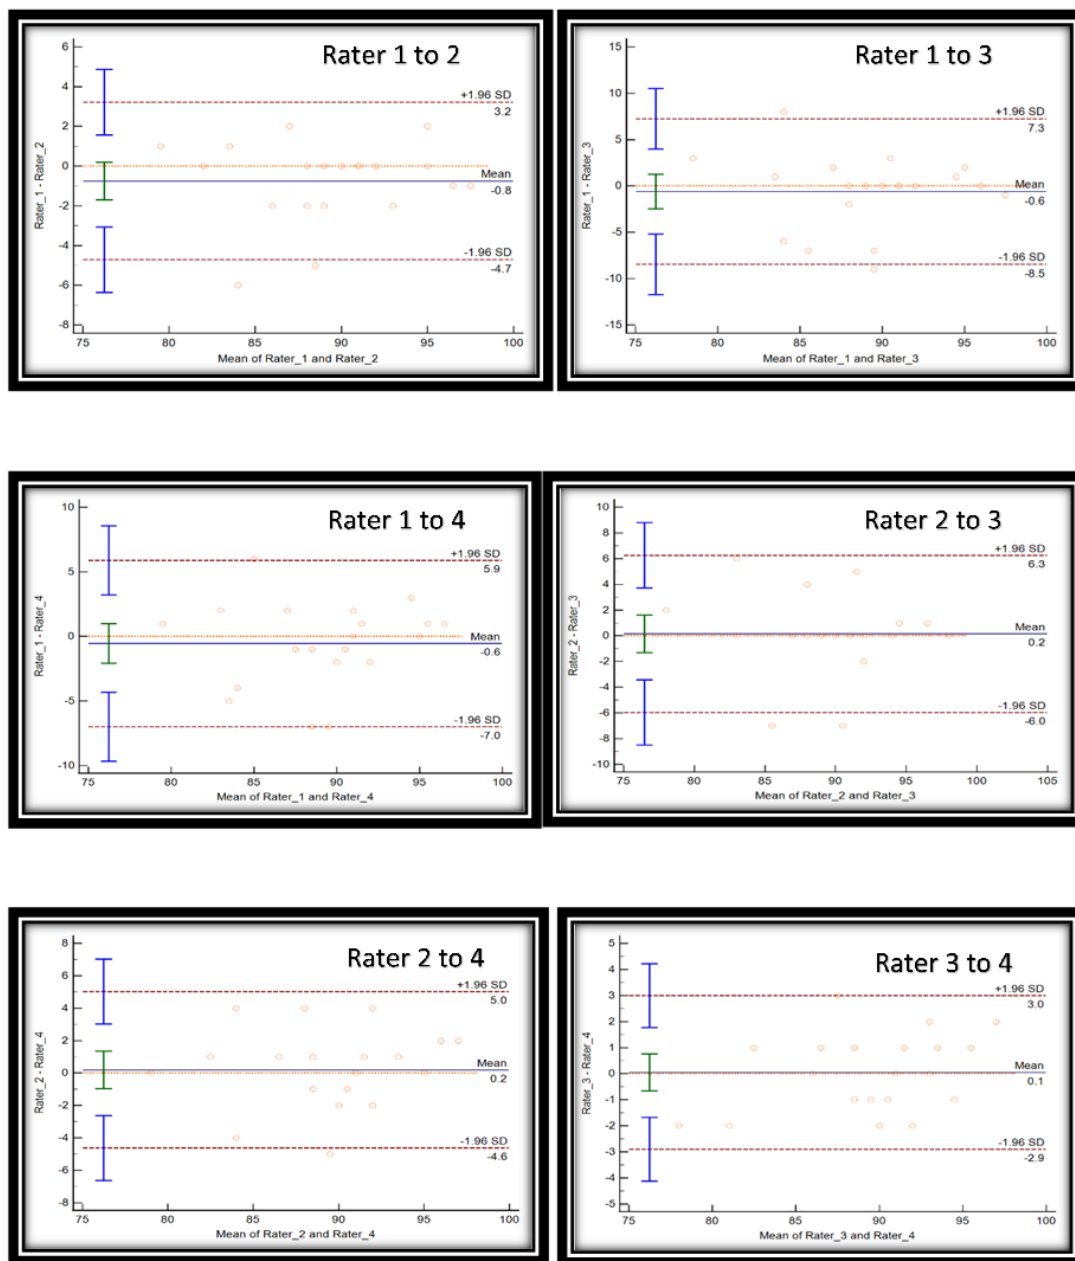 Rater 1 to 2
6
4
2
0
-2
-4
-6
-8
Rater_1 - Rater_2
+1.96 SD
3.2
Mean
-0.8
-1.96 SD
-4.7
75 80 85 90 95 100
Mean of Rater_1 and Rater_2
Rater 1 to 3
15
10
5
0
-5
-10
-15
Rater_1 - Rater_3
+1.96 SD
7.3
Mean
-0.6
-1.96 SD
-8.5
75 80 85 90 95 100
Mean of Rater_1 and Rater_3
Rater 1 to 4
10
5
0
-5
-10
Rater_1 - Rater_4
+1.96 SD
5.9
Mean
-0.6
-1.96 SD
-7.0
75 80 85 90 95 100
Mean of Rater_1 and Rater_4
Rater 2 to 3
10
8
6
4
2
0
-2
-4
-6
-8
-10
Rater_2 - Rater_3
+1.96 SD
6.3
Mean
0.2
-1.96 SD
-6.0
75 80 85 90 95 100 105
Mean of Rater_2 and Rater_3
Rater 2 to 4
8
6
4
2
0
-2
-4
-6
-8
Rater_2 - Rater_4
+1.96 SD
5.0
Mean
0.2
-1.96 SD
-4.6
75 80 85 90 95 100
Mean of Rater_2 and Rater_4
Rater 3 to 4
5
4
3
2
1
0
-1
-2
-3
-4
-5
Rater_3 - Rater_4
+1.96 SD
3.0
Mean
0.1
-1.96 SD
-2.9
75 80 85 90 95 100
Mean of Rater_3 and Rater_4